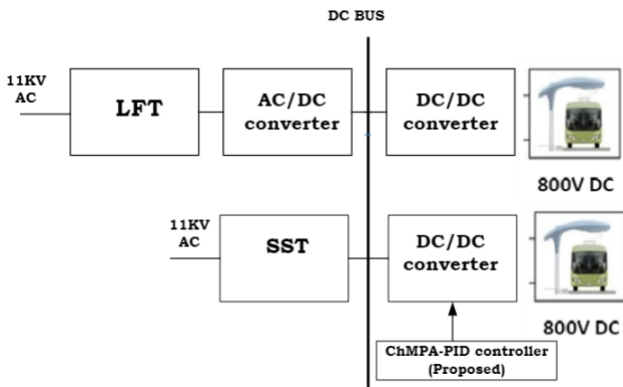 DC BUS
11KV
AC
LFT
AC/DC
converter
DC/DC
converter
800V DC
11KV
AC
SST
DC/DC
converter
800V DC
ChMPA-PID controller
(Proposed)